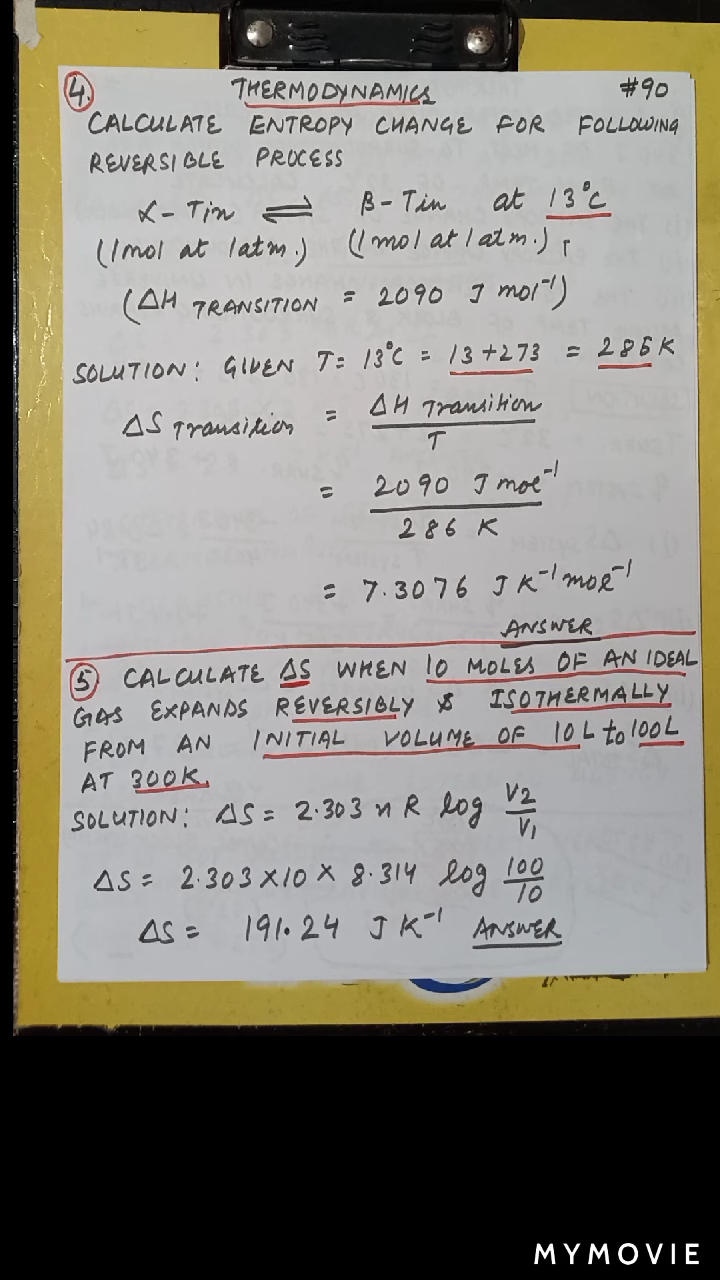 4. THERMODYNAMICS #90
CALCULATE ENTROPY CHANGE FOR FOLLOWING
REVERSIBLE PROCESS
α-Tin ⇌ β-Tin at 13°C
(1mol at 1atm.) (1mol at 1atm.),
(ΔH TRANSITION = 2090 J mol⁻¹)
SOLUTION: GIVEN T= 13°C = 13+273 = 286K
ΔS Transition = ΔH Transition / T
= 2090 J mol⁻¹ / 286 K
= 7.3076 J K⁻¹ mol⁻¹
ANSWER
5 CALCULATE ΔS WHEN 10 MOLES OF AN IDEAL
GAS EXPANDS REVERSIBLY & ISOTHERMALLY
FROM AN INITIAL VOLUME OF 10L to 100L
AT 300K.
SOLUTION: ΔS = 2.303 n R log V2/V1
ΔS = 2.303 × 10 × 8.314 log 100/10
ΔS = 191.24 J K⁻¹ ANSWER
MYMOVIE